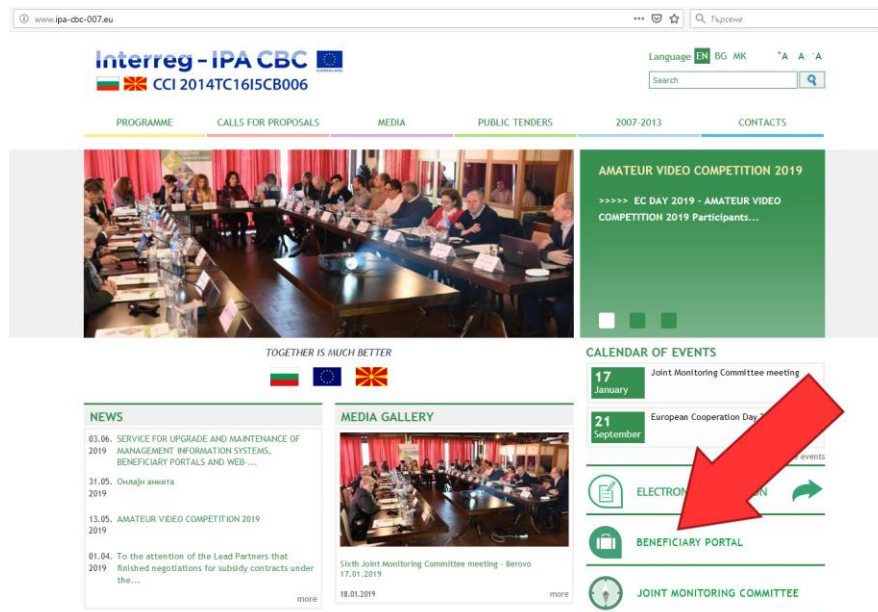 www.ipa-cbc-007.eu
Търсене
Interreg - IPA CBC
CCI 2014TC16I5CB006
Language EN BG MK +A A -A
Search
PROGRAMME CALLS FOR PROPOSALS MEDIA PUBLIC TENDERS 2007-2013 CONTACTS
AMATEUR VIDEO COMPETITION 2019
>>>>> EC DAY 2019 - AMATEUR VIDEO
COMPETITION 2019 Participants...
TOGETHER IS MUCH BETTER
NEWS
03.06. SERVICE FOR UPGRADE AND MAINTENANCE OF
2019 MANAGEMENT INFORMATION SYSTEMS,
BENEFICIARY PORTALS AND WEB-...
31.05. Онлајн анкета
2019
13.05. AMATEUR VIDEO COMPETITION 2019
2019
01.04. To the attention of the Lead Partners that
2019 finished negotiations for subsidy contracts under
the...
more
MEDIA GALLERY
Sixth Joint Monitoring Committee meeting - Berovo
17.01.2019
18.01.2019 more
CALENDAR OF EVENTS
17 Joint Monitoring Committee meeting
January
21 European Cooperation Day
September
events
BENEFICIARY PORTAL
JOINT MONITORING COMMITTEE